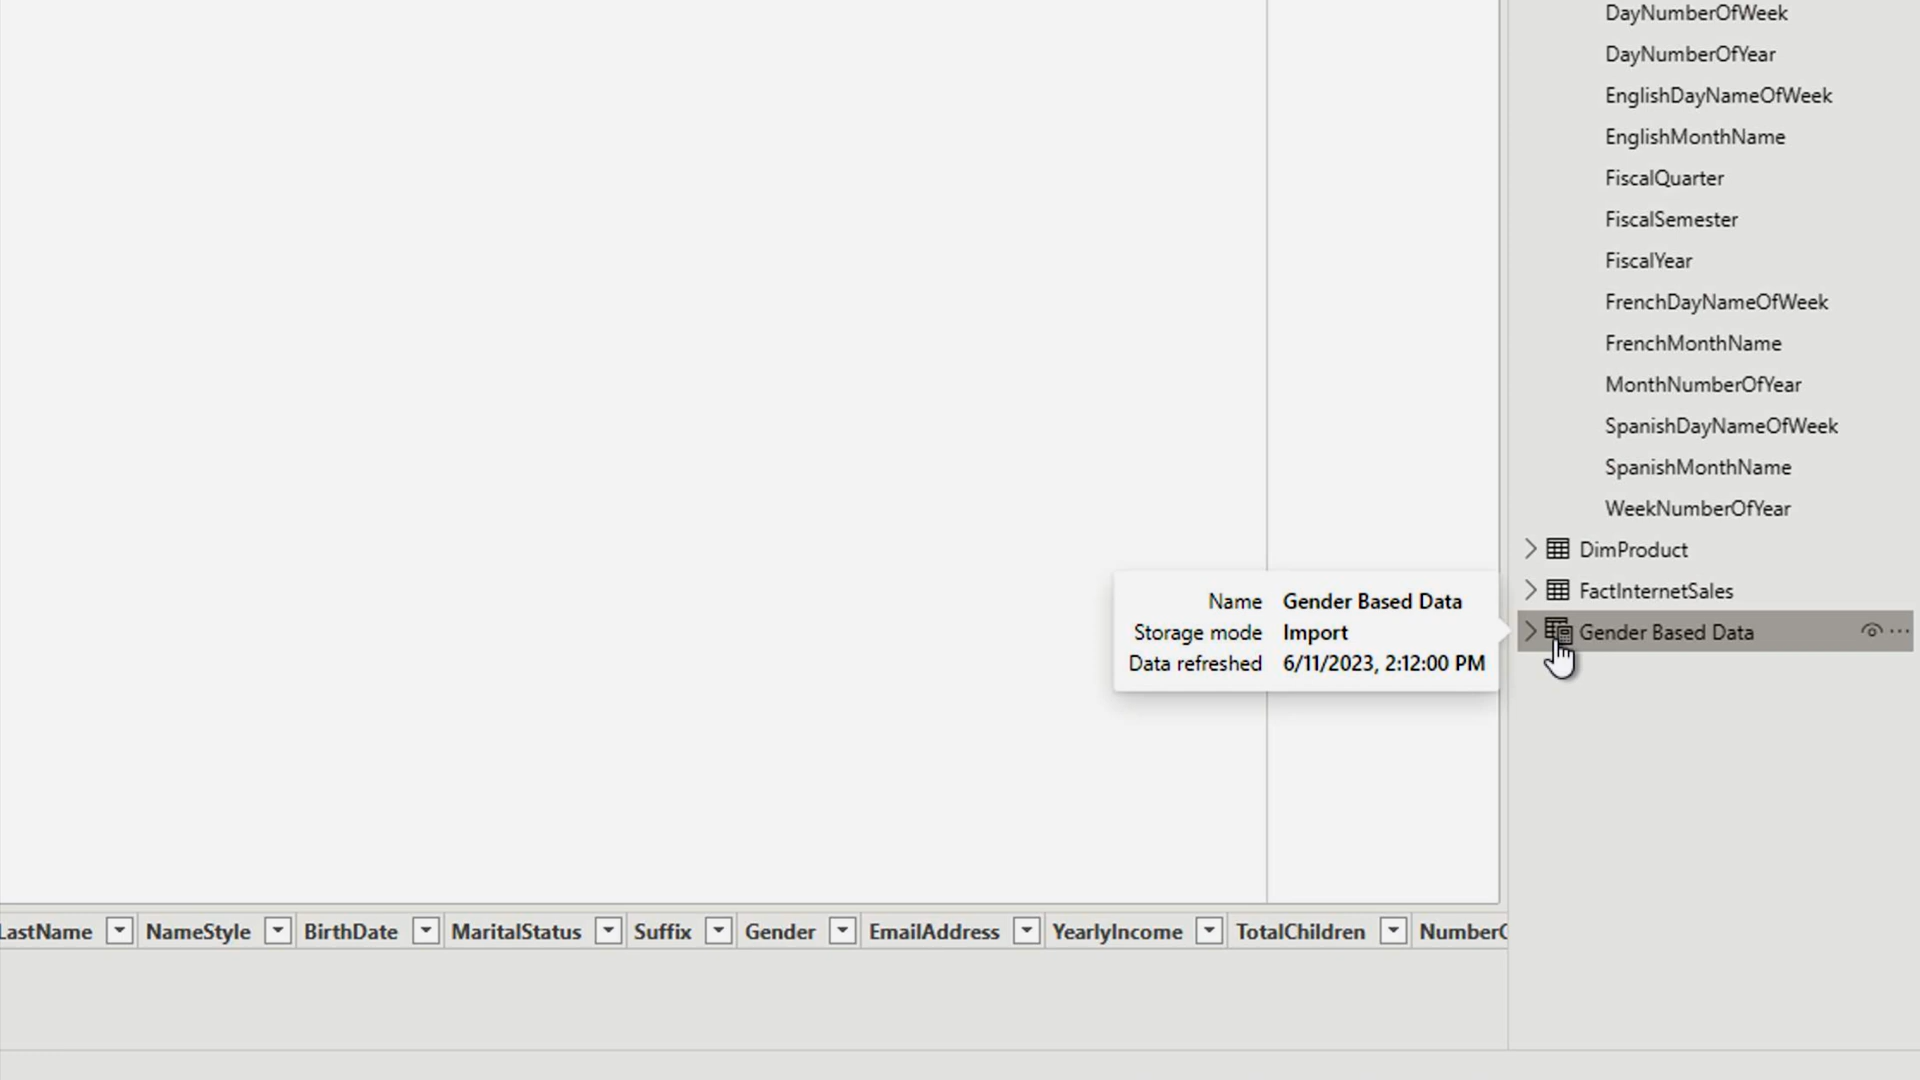 DayNumberOfWeek
DayNumberOfYear
EnglishDayNameOfWeek
EnglishMonthName
FiscalQuarter
FiscalSemester
FiscalYear
FrenchDayNameOfWeek
FrenchMonthName
MonthNumberOfYear
SpanishDayNameOfWeek
SpanishMonthName
WeekNumberOfYear
DimProduct
FactInternetSales
Gender Based Data
Name Gender Based Data
Storage mode Import
Data refreshed 6/11/2023, 2:12:00 PM
LastName NameStyle BirthDate MaritalStatus Suffix Gender EmailAddress YearlyIncome TotalChildren